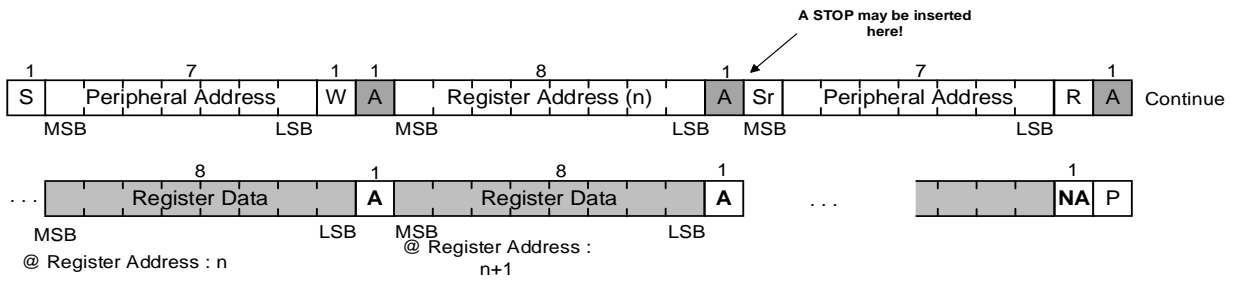 A STOP may be inserted
here!
1 7 1 1 8 1 7 1
S Peripheral Address W A Register Address (n) A Sr Peripheral Address R A Continue
MSB LSB MSB LSB MSB LSB
8 1 8 1 1
. . . Register Data A Register Data A . . . NA P
MSB LSB MSB LSB
@ Register Address : n @ Register Address :
n+1